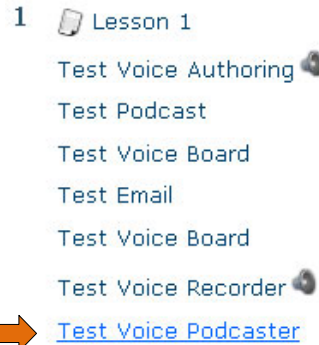 1 Lesson 1
Test Voice Authoring
Test Podcast
Test Voice Board
Test Email
Test Voice Board
Test Voice Recorder
Test Voice Podcaster